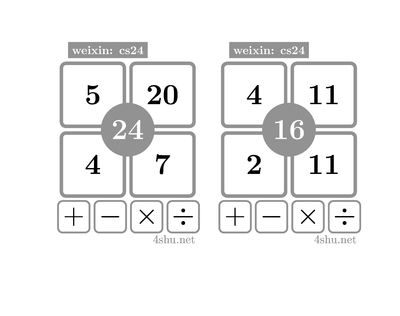 weixin: cs24
5 20
24
4 7
+ − × ÷
4shu.net
weixin: cs24
4 11
16
2 11
+ − × ÷
4shu.net